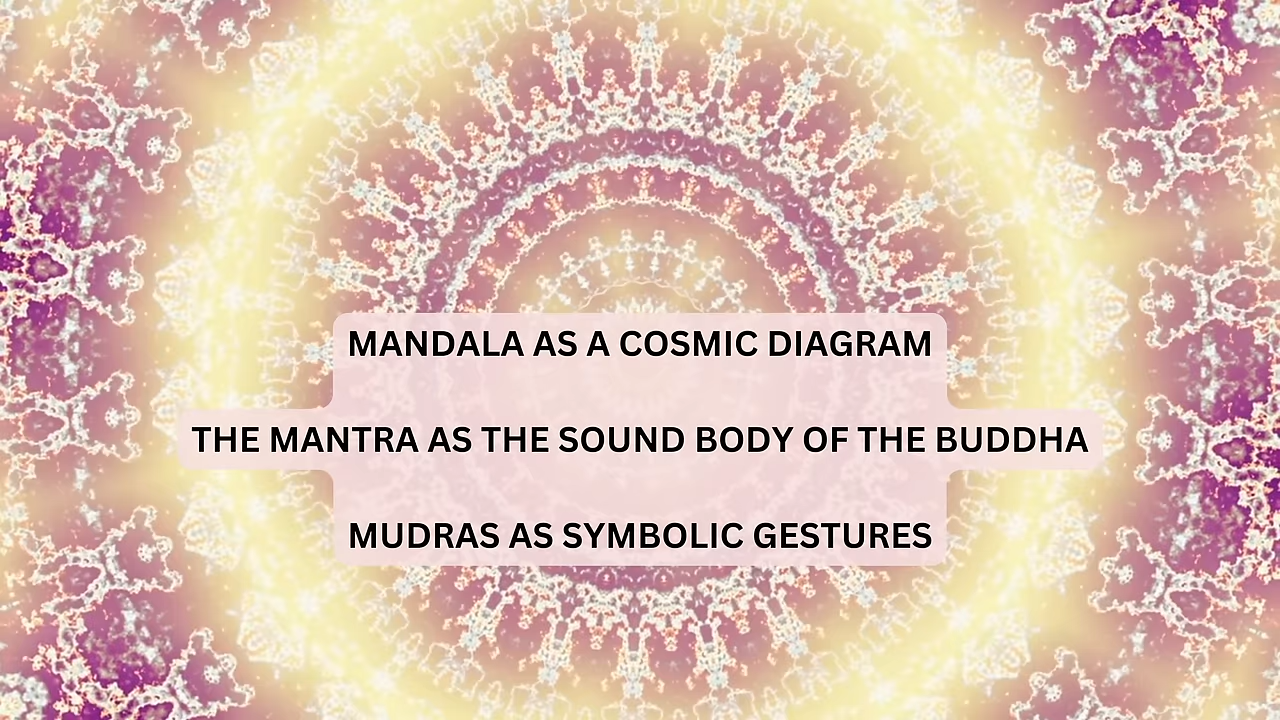 MANDALA AS A COSMIC DIAGRAM
THE MANTRA AS THE SOUND BODY OF THE BUDDHA
MUDRAS AS SYMBOLIC GESTURES